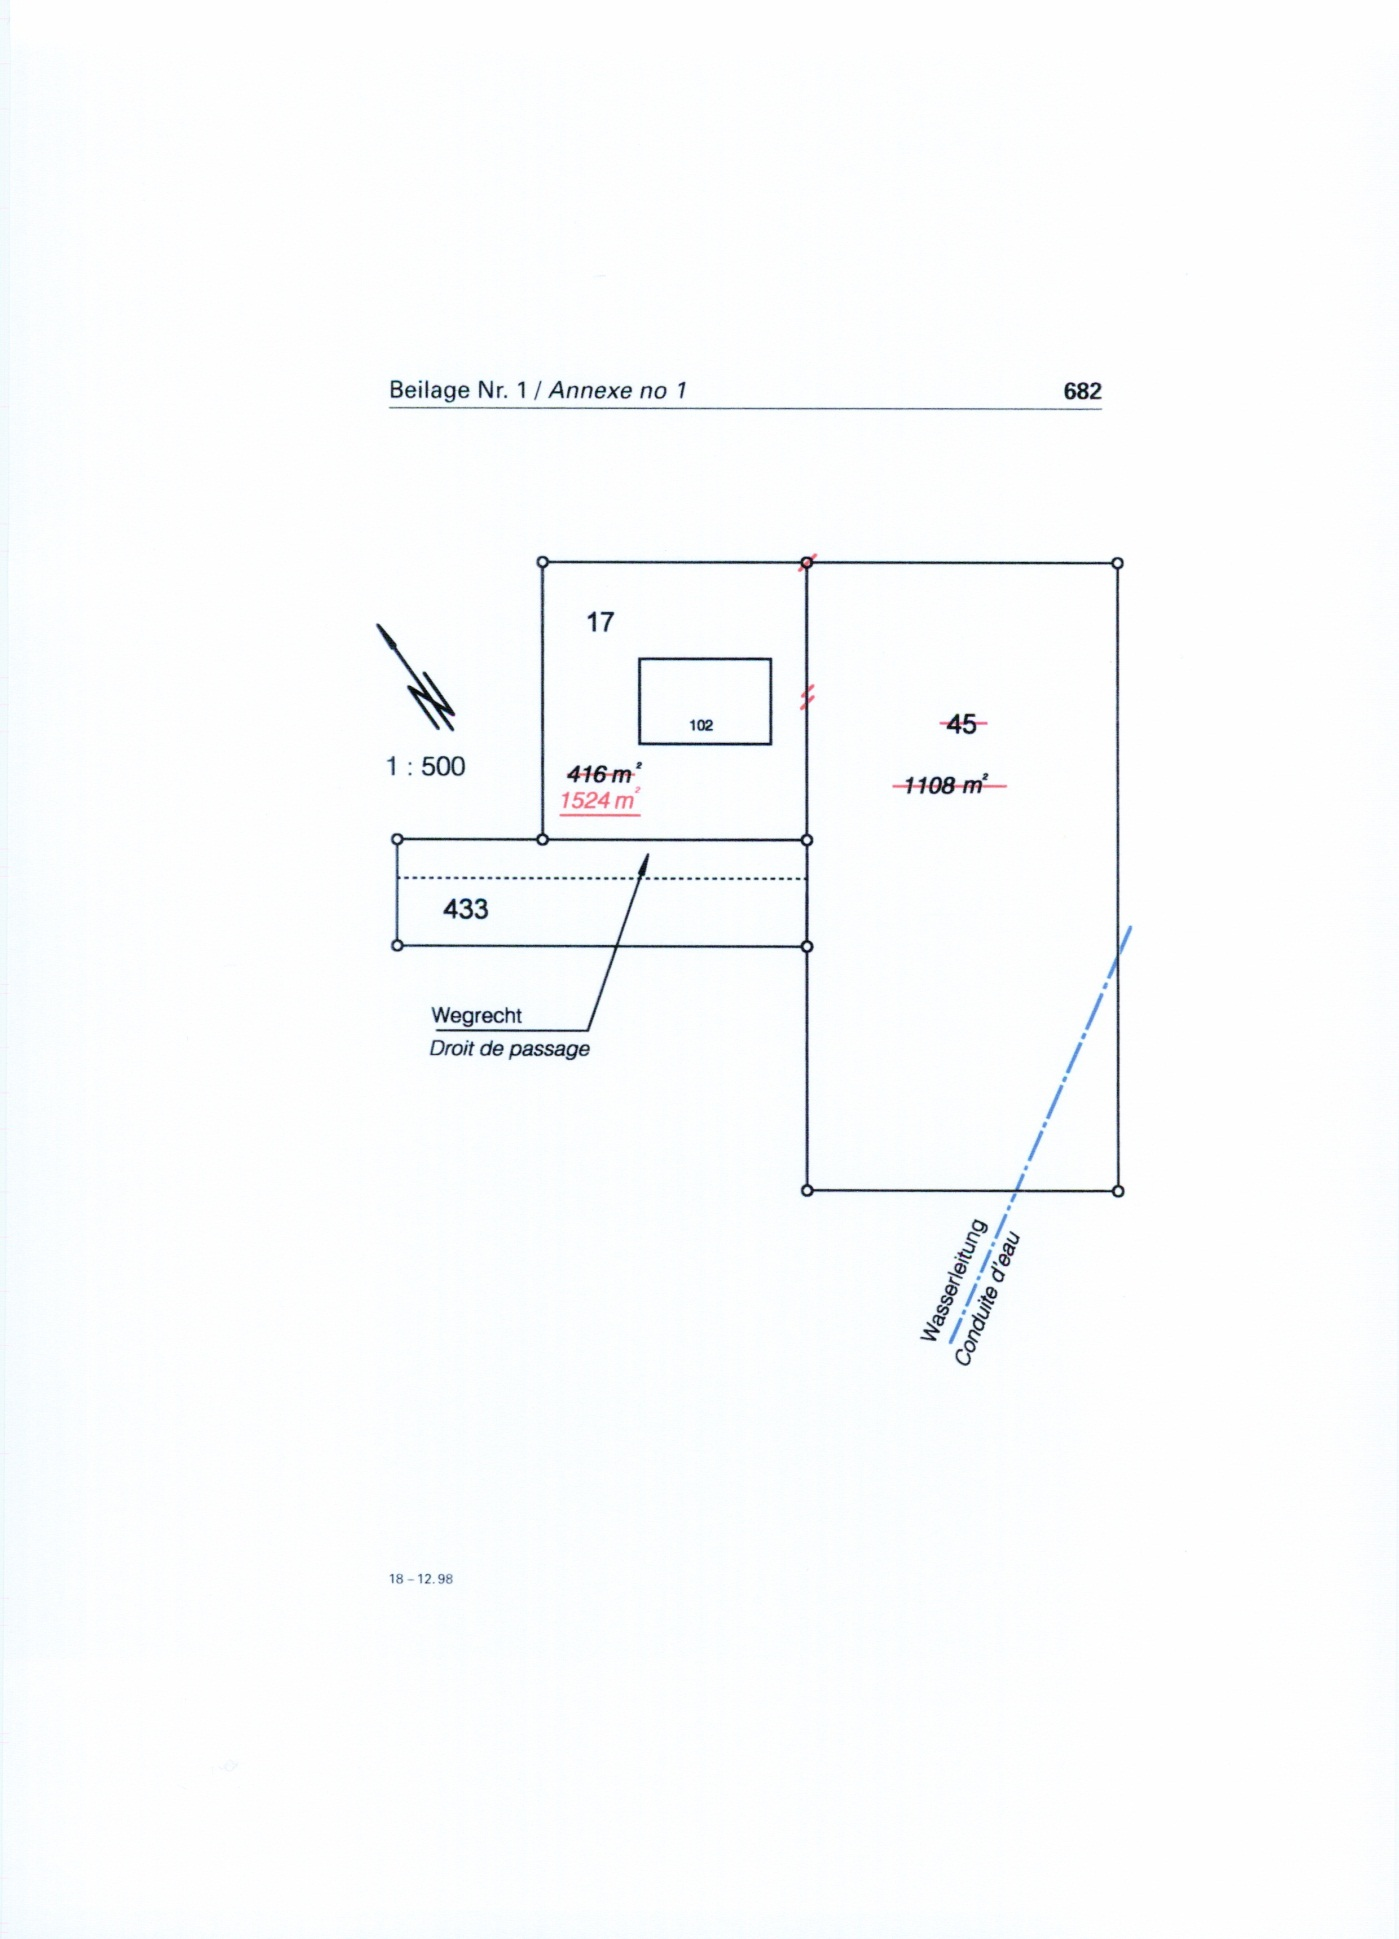 Beilage Nr. 1 / Annexe no 1 682
17
102
45
1 : 500
416 m²
1524 m²
1108 m²
433
Wegrecht
Droit de passage
Wasserleitung
Conduite d'eau
18 – 12.98